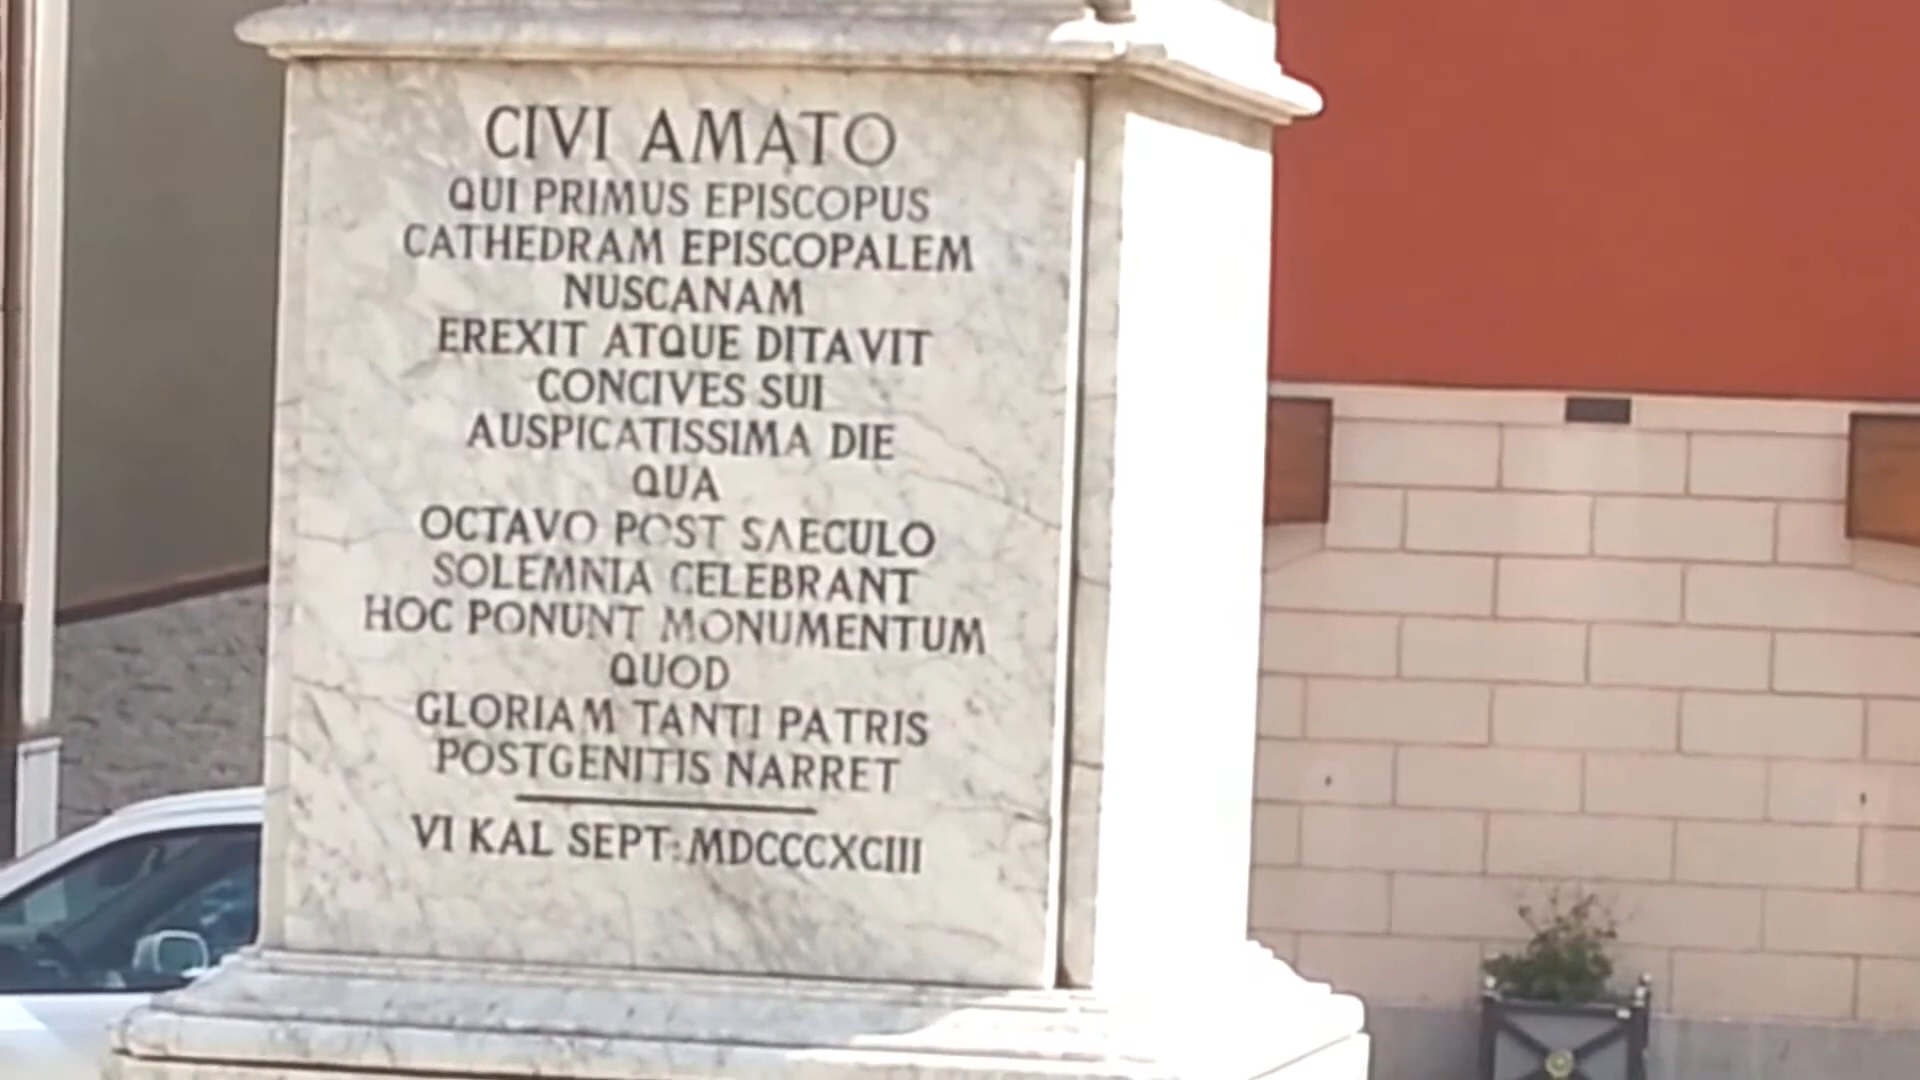 CIVI AMATO
QUI PRIMUS EPISCOPUS
CATHEDRAM EPISCOPALEM
NUSCANAM
EREXIT ATQUE DITAVIT
CONCIVES SUI
AUSPICATISSIMA DIE
QUA
OCTAVO POST SAECULO
SOLEMNIA CELEBRANT
HOC PONUNT MONUMENTUM
QUOD
GLORIAM TANTI PATRIS
POSTGENITIS NARRET
VI KAL SEPT: MDCCCXCIII